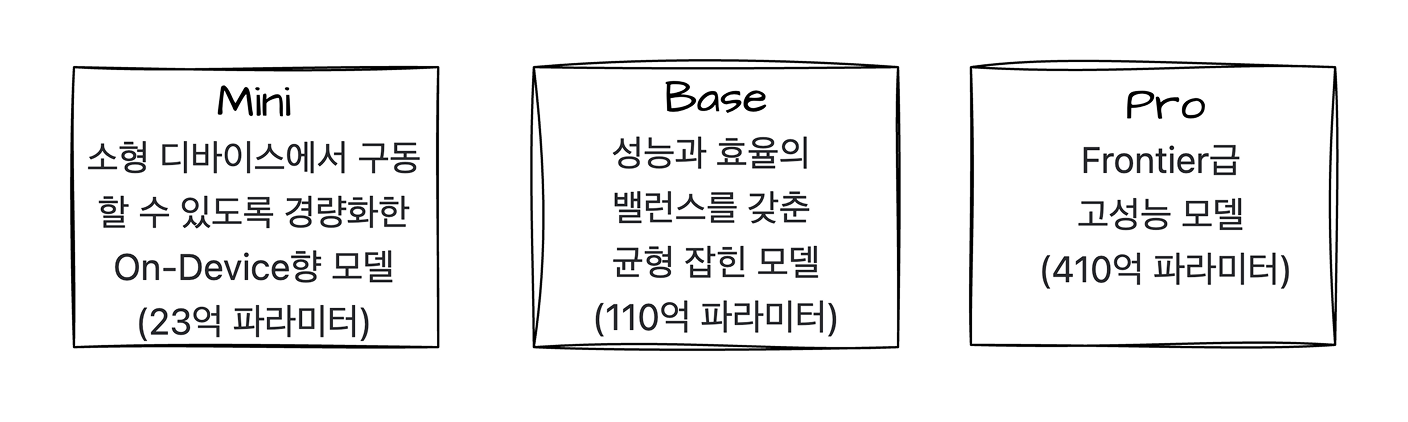 Mini
소형 디바이스에서 구동
할 수 있도록 경량화한
On-Device향 모델
(23억 파라미터)
Base
성능과 효율의
밸런스를 갖춘
균형 잡힌 모델
(110억 파라미터)
Pro
Frontier급
고성능 모델
(410억 파라미터)